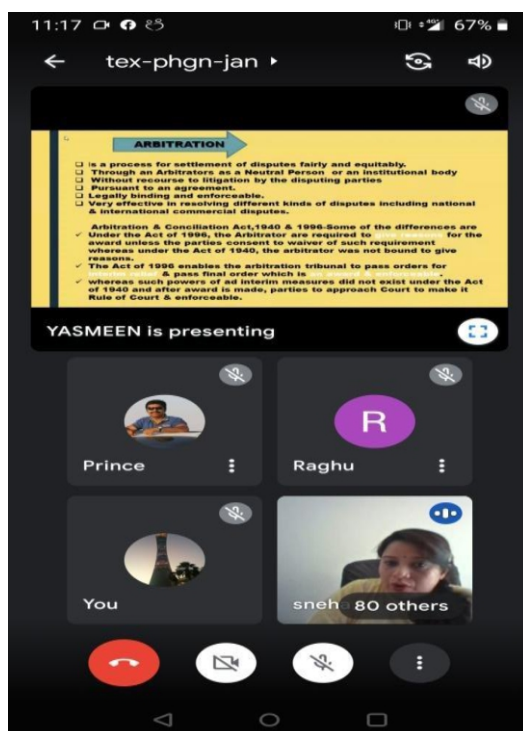 11:17 67%
tex-phgn-jan
ARBITRATION
Is a process for settlement of disputes fairly and equitably.
Through an Arbitrators as a Neutral Person or an institutional body
Without recourse to litigation by the disputing parties
Pursuant to an agreement.
Legally binding and enforceable.
Very effective in resolving different kinds of disputes including national
& international commercial disputes.
Arbitration & Conciliation Act,1940 & 1996-Some of the differences are
Under the Act of 1996, the Arbitrator are required to give reasons for the
award unless the parties consent to waiver of such requirement
whereas under the Act of 1940, the arbitrator was not bound to give
reasons.
The Act of 1996 enables the arbitration tribunal to pass orders for
interim relief & pass final order which is an award & enforceable.
whereas such powers of ad interim measures did not exist under the Act
of 1940 and after award is made, parties to approach Court to make it
Rule of Court & enforceable.
YASMEEN is presenting
Prince
R
Raghu
You
sneh 80 others